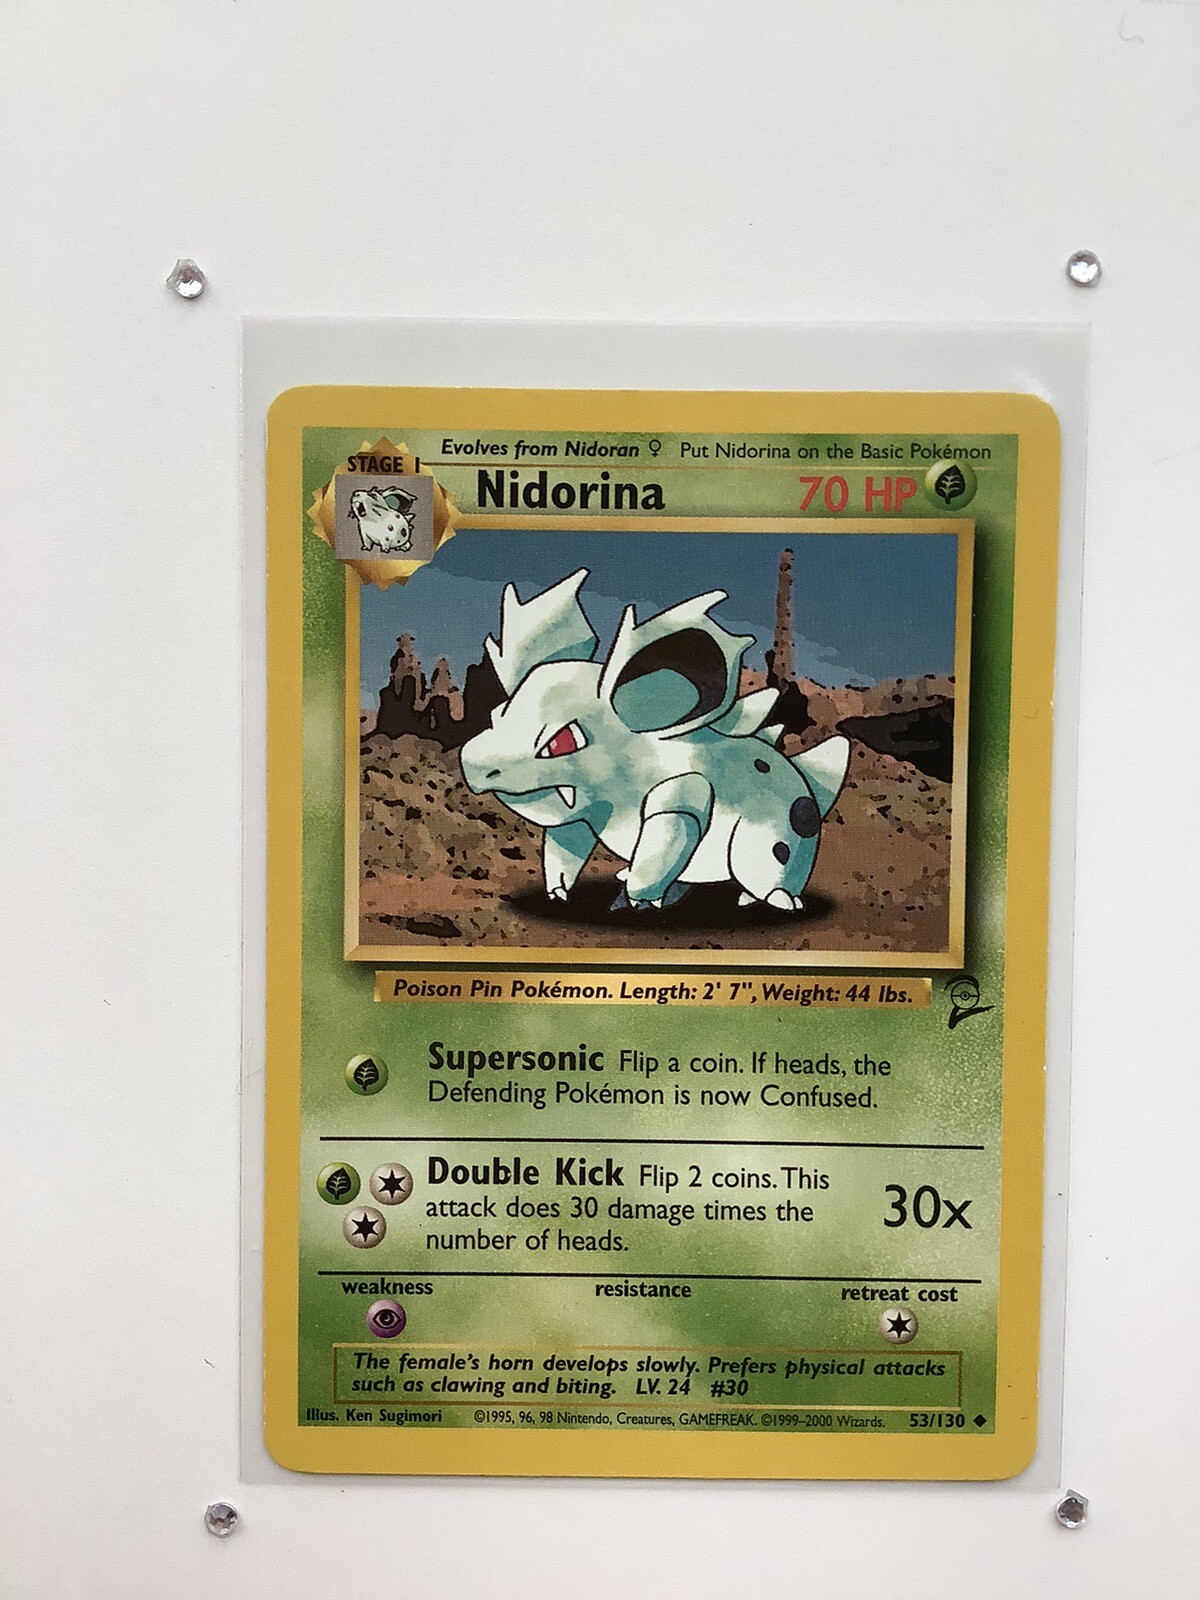 Evolves from Nidoran ♀ Put Nidorina on the Basic Pokémon
STAGE 1
Nidorina 70 HP
Poison Pin Pokémon. Length: 2' 7", Weight: 44 lbs.
Supersonic Flip a coin. If heads, the
Defending Pokémon is now Confused.
Double Kick Flip 2 coins. This
attack does 30 damage times the
number of heads.
30x
weakness resistance retreat cost
The female's horn develops slowly. Prefers physical attacks
such as clawing and biting. LV. 24 #30
Illus. Ken Sugimori ©1995, 96, 98 Nintendo, Creatures, GAMEFREAK. ©1999–2000 Wizards. 53/130 ◆